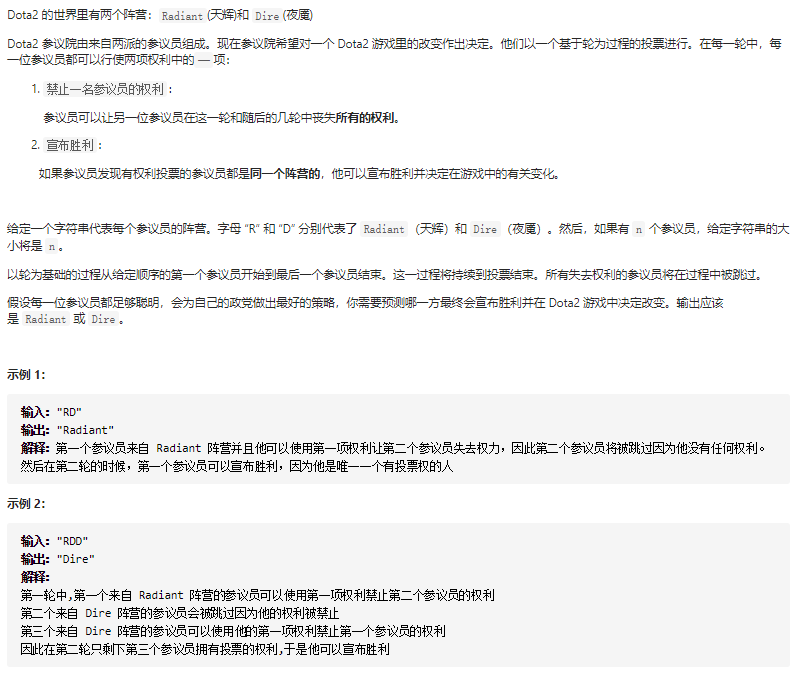 Dota2 的世界里有两个阵营：Radiant(天辉)和 Dire(夜魇)
Dota2 参议院由来自两派的参议员组成。现在参议院希望对一个 Dota2 游戏里的改变作出决定。他们以一个基于轮为过程的投票进行。在每一轮中，每
一位参议员都可以行使两项权利中的 一 项：
1. 禁止一名参议员的权利：
参议员可以让另一位参议员在这一轮和随后的几轮中丧失所有的权利。
2. 宣布胜利：
如果参议员发现有权利投票的参议员都是同一个阵营的，他可以宣布胜利并决定在游戏中的有关变化。
给定一个字符串代表每个参议员的阵营。字母 “R” 和 “D” 分别代表了 Radiant （天辉）和 Dire （夜魇）。然后，如果有 n 个参议员，给定字符串的大
小将是 n 。
以轮为基础的过程从给定顺序的第一个参议员开始到最后一个参议员结束。这一过程将持续到投票结束。所有失去权利的参议员将在过程中被跳过。
假设每一位参议员都足够聪明，会为自己的政党做出最好的策略，你需要预测哪一方最终会宣布胜利并在 Dota2 游戏中决定改变。输出应该
是 Radiant 或 Dire 。
示例 1：
输入："RD"
输出："Radiant"
解释：第一个参议员来自 Radiant 阵营并且他可以使用第一项权利让第二个参议员失去权力，因此第二个参议员将被跳过因为他没有任何权利。
然后在第二轮的时候，第一个参议员可以宣布胜利，因为他是唯一一个有投票权的人
示例 2：
输入："RDD"
输出："Dire"
解释：
第一轮中,第一个来自 Radiant 阵营的参议员可以使用第一项权利禁止第二个参议员的权利
第二个来自 Dire 阵营的参议员会被跳过因为他的权利被禁止
第三个来自 Dire 阵营的参议员可以使用他的第一项权利禁止第一个参议员的权利
因此在第二轮只剩下第三个参议员拥有投票的权利,于是他可以宣布胜利